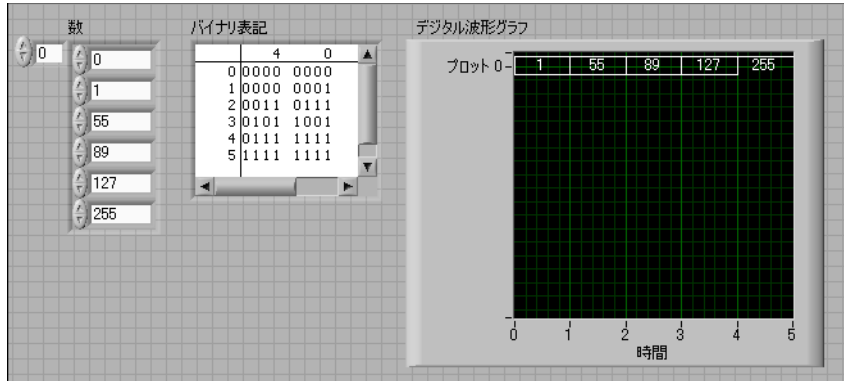 数
0
0
1
55
89
127
255
バイナリ表記
4 0
0 0000 0000
1 0000 0001
2 0011 0111
3 0101 1001
4 0111 1111
5 1111 1111
デジタル波形グラフ
プロット 0
1 55 89 127 255
0 1 2 3 4 5
時間